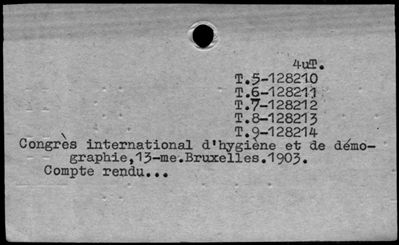 4uT.
T.5-128210
T.6-128211
T.7-128212
T.8-128213
T.9-128214
Congrès international d'hygiène et de démo-
graphie,13-me.Bruxelles.1903.
Compte rendu...